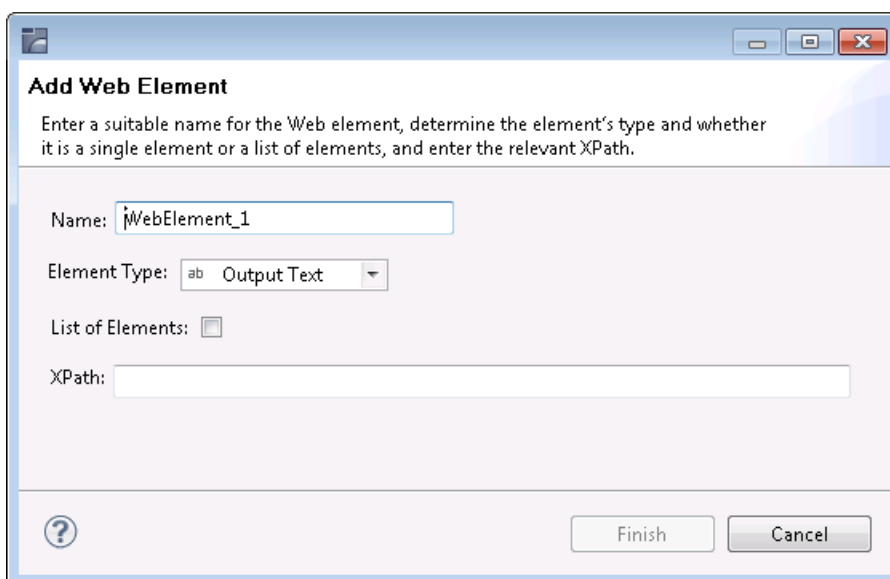 Add Web Element
Enter a suitable name for the Web element, determine the element's type and whether
it is a single element or a list of elements, and enter the relevant XPath.
Name: WebElement_1
Element Type: ab Output Text
List of Elements:
XPath:
? Finish Cancel